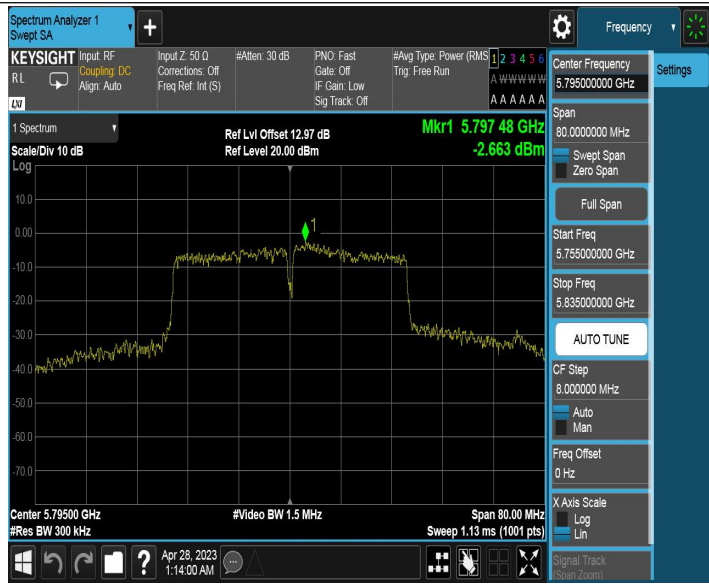 Spectrum Analyzer 1
Swept SA
+
Frequency
KEYSIGHT
RL
LXI
Input: RF
Coupling: DC
Align: Auto
Input Z: 50 Ω
Corrections: Off
Freq Ref: Int (S)
#Atten: 30 dB
PNO: Fast
Gate: Off
IF Gain: Low
Sig Track: Off
#Avg Type: Power (RMS
Trig: Free Run
1 2 3 4 5 6
A W W W W W
A A A A A A
1 Spectrum
Scale/Div 10 dB
Log
Ref Lvl Offset 12.97 dB
Ref Level 20.00 dBm
Mkr1 5.797 48 GHz
-2.663 dBm
10.0
0.00
-10.0
-20.0
-30.0
-40.0
-50.0
-60.0
-70.0
1
Center 5.79500 GHz
#Res BW 300 kHz
#Video BW 1.5 MHz
Span 80.00 MHz
Sweep 1.13 ms (1001 pts)
?
Apr 28, 2023
1:14:00 AM
Center Frequency
5.795000000 GHz
Span
80.0000000 MHz
Swept Span
Zero Span
Full Span
Start Freq
5.755000000 GHz
Stop Freq
5.835000000 GHz
AUTO TUNE
CF Step
8.000000 MHz
Auto
Man
Freq Offset
0 Hz
X Axis Scale
Log
Lin
Signal Track
(Span Zoom)
Settings